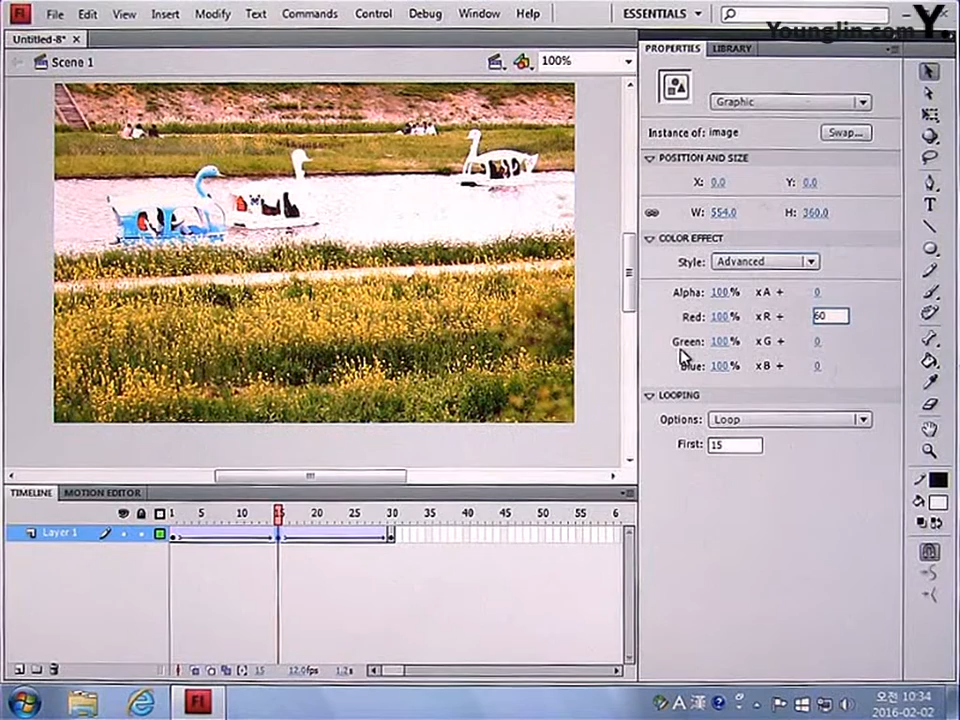 Fl File Edit View Insert Modify Text Commands Control Debug Window Help ESSENTIALS
Younglin.com Y.
Untitled-8* ×
Scene 1
100%
PROPERTIES LIBRARY
Graphic
Instance of: image Swap...
POSITION AND SIZE
X: 0.0 Y: 0.0
W: 554.0 H: 360.0
COLOR EFFECT
Style: Advanced
Alpha: 100 % x A + 0
Red: 100 % x R + 60
Green: 100 % x G + 0
Blue: 100 % x B + 0
LOOPING
Options: Loop
First: 15
TIMELINE MOTION EDITOR
1 5 10 15 20 25 30 35 40 45 50 55 6
Layer 1
15 12.0fps 1.2s
Fl
A 漢 ?
오전 10:34
2016-02-02